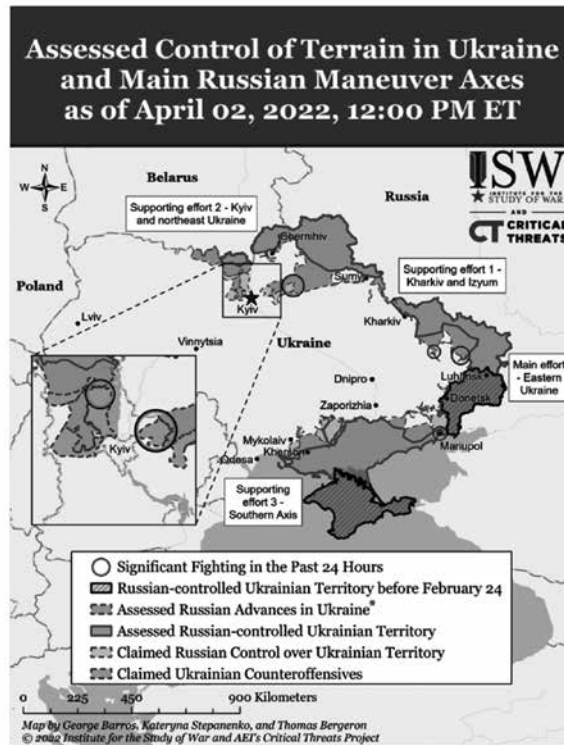 Assessed Control of Terrain in Ukraine
and Main Russian Maneuver Axes
as of April 02, 2022, 12:00 PM ET
N
W E
S
ISW
INSTITUTE FOR THE
STUDY OF WAR
AND
CT CRITICAL
THREATS
Belarus
Russia
Supporting effort 2 - Kyiv
and northeast Ukraine
Chernihiv
Supporting effort 1 -
Kharkiv and Izyum
Poland
Sumy
Lviv
Kyiv
Kharkiv
Vinnytsia
Ukraine
Main effort
- Eastern
Ukraine
Luhansk
Dnipro
Donetsk
Zaporizhia
Kyiv
Mykolaiv
Mariupol
Kherson
Odesa
Supporting
effort 3 -
Southern Axis
Significant Fighting in the Past 24 Hours
Russian-controlled Ukrainian Territory before February 24
Assessed Russian Advances in Ukraine*
Assessed Russian-controlled Ukrainian Territory
Claimed Russian Control over Ukrainian Territory
Claimed Ukrainian Counteroffensives
0 225 450 900 Kilometers
Map by George Barros, Kateryna Stepanenko, and Thomas Bergeron
© 2022 Institute for the Study of War and AEI's Critical Threats Project